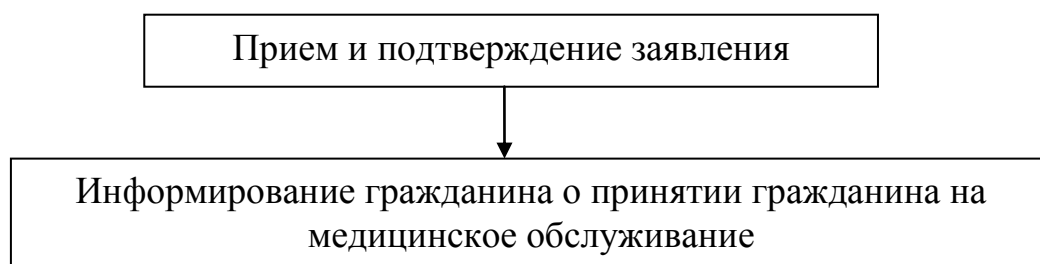 Прием и подтверждение заявления
Информирование гражданина о принятии гражданина на
медицинское обслуживание